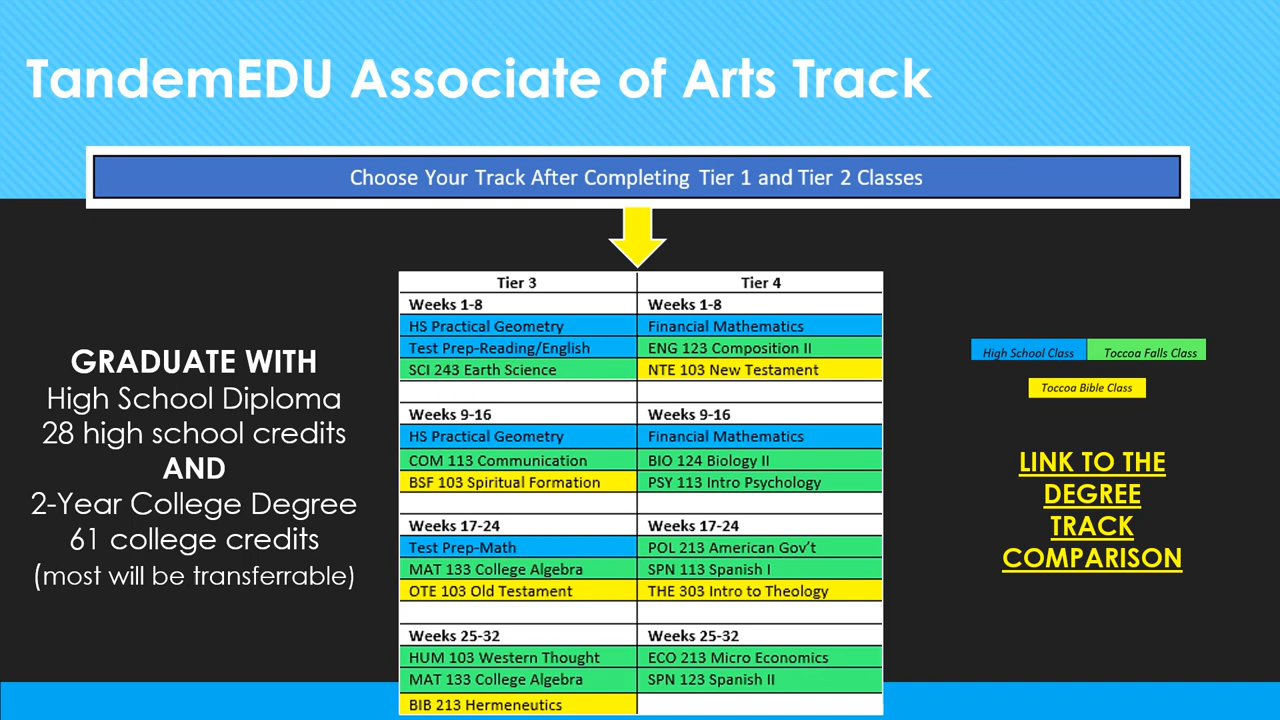 TandemEDU Associate of Arts Track
Choose Your Track After Completing Tier 1 and Tier 2 Classes
GRADUATE WITH
High School Diploma
28 high school credits
AND
2-Year College Degree
61 college credits
(most will be transferrable)
Tier 3 Tier 4
Weeks 1-8 Weeks 1-8
HS Practical Geometry Financial Mathematics
Test Prep-Reading/English ENG 123 Composition II
SCI 243 Earth Science NTE 103 New Testament
Weeks 9-16 Weeks 9-16
HS Practical Geometry Financial Mathematics
COM 113 Communication BIO 124 Biology II
BSF 103 Spiritual Formation PSY 113 Intro Psychology
Weeks 17-24 Weeks 17-24
Test Prep-Math POL 213 American Gov’t
MAT 133 College Algebra SPN 113 Spanish I
OTE 103 Old Testament THE 303 Intro to Theology
Weeks 25-32 Weeks 25-32
HUM 103 Western Thought ECO 213 Micro Economics
MAT 133 College Algebra SPN 123 Spanish II
BIB 213 Hermeneutics
High School Class Toccoa Falls Class
Toccoa Bible Class
LINK TO THE
DEGREE
TRACK
COMPARISON